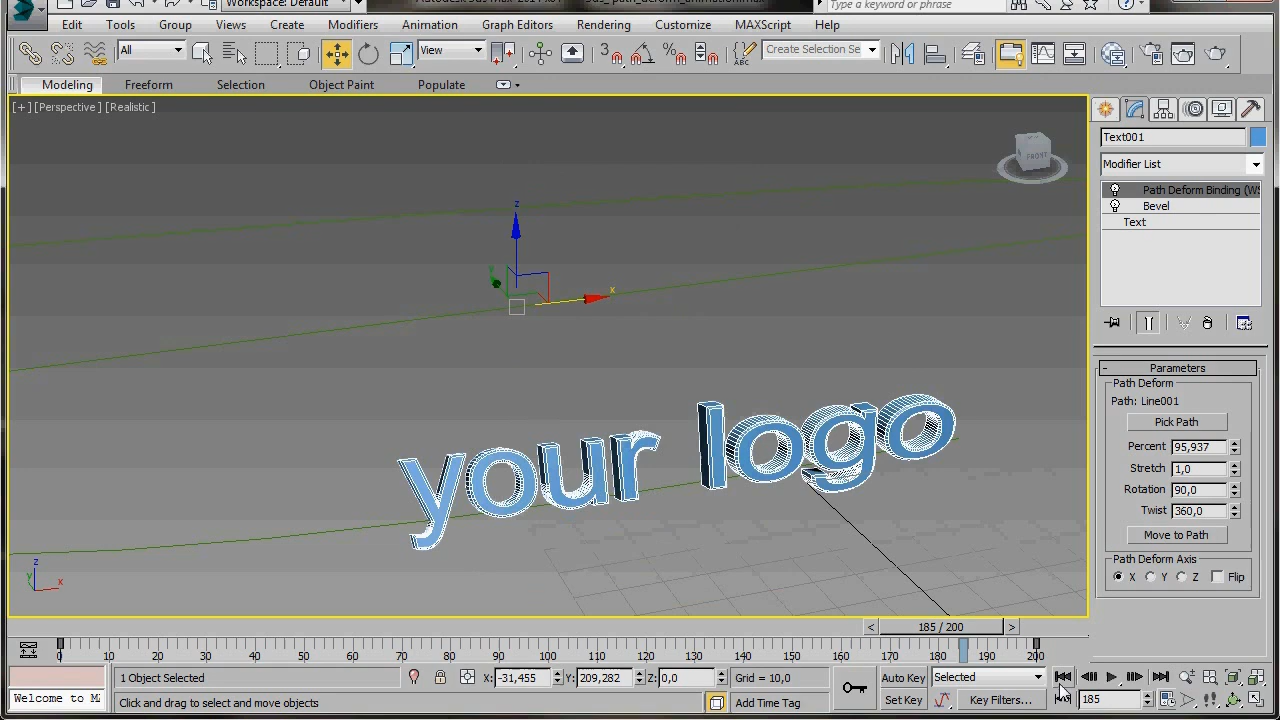 Workspace: Default
3ds_path_deform_animation.max
Type a keyword or phrase
Edit Tools Group Views Create Modifiers Animation Graph Editors Rendering Customize MAXScript Help
All View 3 % ABC Create Selection Se
Modeling Freeform Selection Object Paint Populate
[+] [Perspective] [Realistic]
FRONT
Text001
Modifier List
Path Deform Binding (WS
Bevel
Text
z
x
your logo
z
y x
- Parameters
Path Deform
Path: Line001
Pick Path
Percent 95,937
Stretch 1,0
Rotation 90,0
Twist 360,0
Move to Path
Path Deform Axis
X Y Z Flip
< 185 / 200 >
0 10 20 30 40 50 60 70 80 90 100 110 120 130 140 150 160 170 180 190 200
1 Object Selected X: -31,455 Y: 209,282 Z: 0,0 Grid = 10,0 Auto Key Selected
Welcome to M Click and drag to select and move objects Add Time Tag Set Key Key Filters... 185